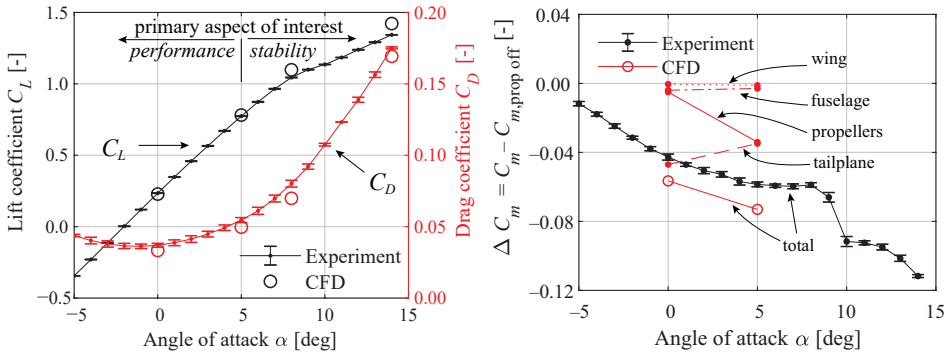 1.5
1.0
0.5
0.0
−0.5
Lift coefficient C_L [-]
primary aspect of interest
performance stability
C_L
C_D
Experiment
CFD
0.20
0.15
0.10
0.05
0.00
Drag coefficient C_D [-]
−5 0 5 10 15
Angle of attack α [deg]
0.04
0.00
−0.04
−0.08
−0.12
Δ C_m = C_m − C_m,prop off [-]
Experiment
CFD
wing
fuselage
propellers
tailplane
total
−5 0 5 10 15
Angle of attack α [deg]